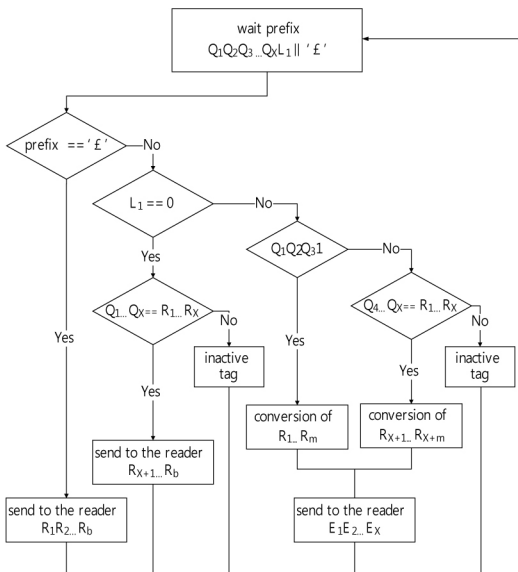 wait prefix
Q₁Q₂Q₃...QₓL₁|| '£'
prefix =='£'
No
L₁==0
No
Q₁Q2Q₃1
No
Yes
Q₁...Qₓ== R₁...Rₓ
No
Q₄...Qₓ== R₁...Rₓ
No
Yes
Yes
inactive
tag
inactive
tag
Yes
Yes
conversion of
R₁...Rₘ
conversion of
Rₓ₊₁...Rₓ₊ₘ
send to the reader
Rₓ₊₁...R_b
send to the reader
R₁R₂...R_b
send to the reader
E₁E₂...Eₓ